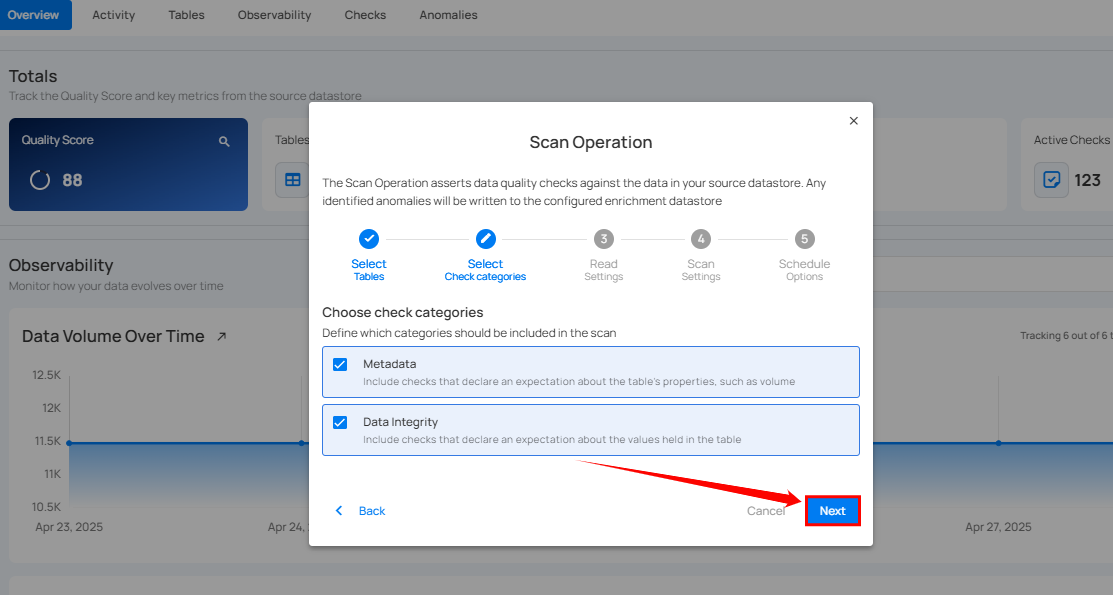 Overview
Activity
Tables
Observability
Checks
Anomalies
Totals
Track the Quality Score and key metrics from the source datastore
Quality Score
88
Tables
Active Checks
123
Scan Operation
The Scan Operation asserts data quality checks against the data in your source datastore. Any
identified anomalies will be written to the configured enrichment datastore
3
4
5
Select
Tables
Select
Check categories
Read
Settings
Scan
Settings
Schedule
Options
Choose check categories
Define which categories should be included in the scan
Metadata
Include checks that declare an expectation about the table's properties, such as volume
Data Integrity
Include checks that declare an expectation about the values held in the table
Back
Cancel
Next
Observability
Monitor how your data evolves over time
Data Volume Over Time
Tracking 6 out of 6 t
12.5K
12K
11.5K
11K
10.5K
Apr 23, 2025
Apr 24,
Apr 27, 2025